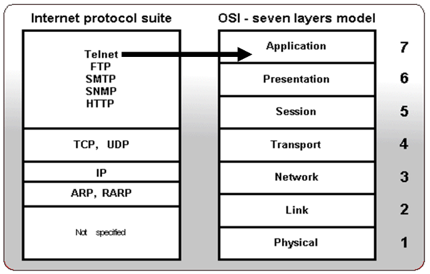 Internet protocol suite
OSI - seven layers model
Telnet
FTP
SMTP
SNMP
HTTP
TCP, UDP
IP
ARP, RARP
Not specified
Application 7
Presentation 6
Session 5
Transport 4
Network 3
Link 2
Physical 1